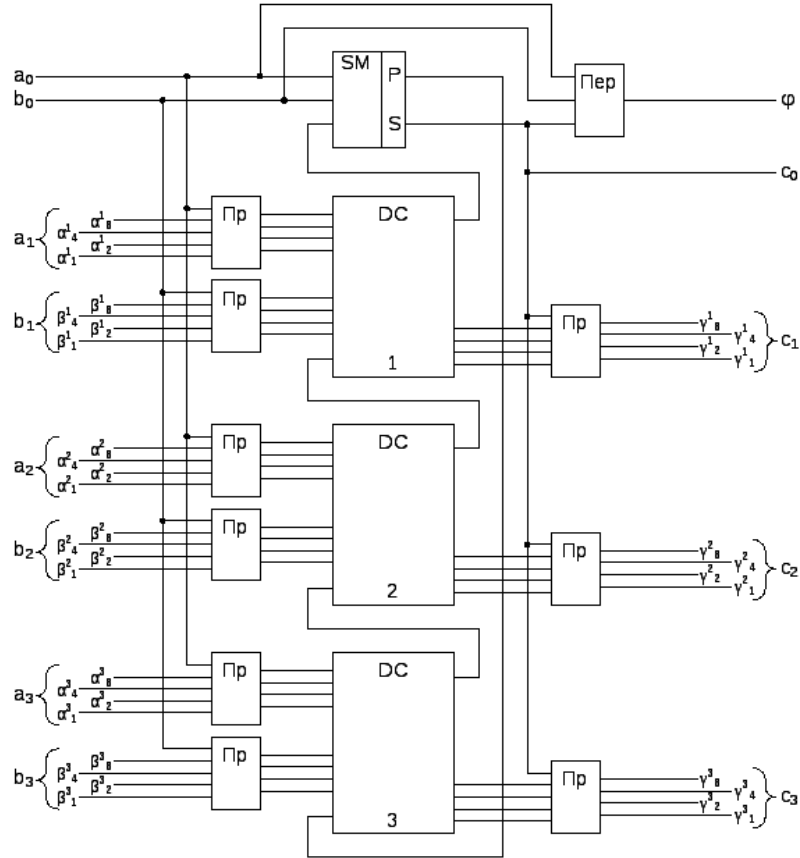 SM P
a₀ Пер
b₀ φ
S
c₀
Пр DC
α¹₈
a₁ α¹₄
α¹₂
α¹₁
Пр
β¹₈ Пр
b₁ β¹₄ γ¹₈
β¹₂ γ¹₄ c₁
β¹₁ γ¹₂
1 γ¹₁
Пр DC
α²₈
a₂ α²₄
α²₂
α²₁
Пр
β²₈ Пр
b₂ β²₄ γ²₈
β²₂ γ²₄ c₂
β²₁ γ²₂
2 γ²₁
Пр DC
α³₈
a₃ α³₄
α³₂
α³₁
Пр
β³₈ Пр
b₃ β³₄ γ³₈
β³₂ γ³₄ c₃
β³₁ γ³₂
3 γ³₁